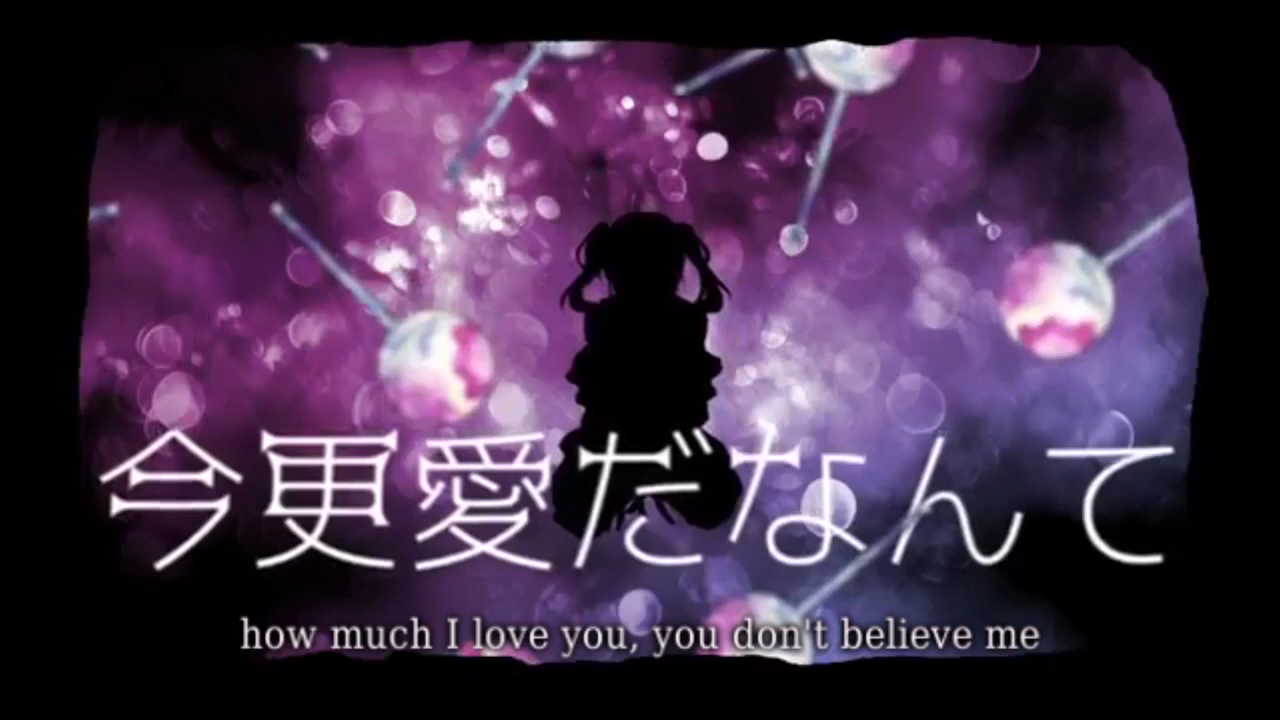 今更愛だなんて
how much I love you, you don't believe me